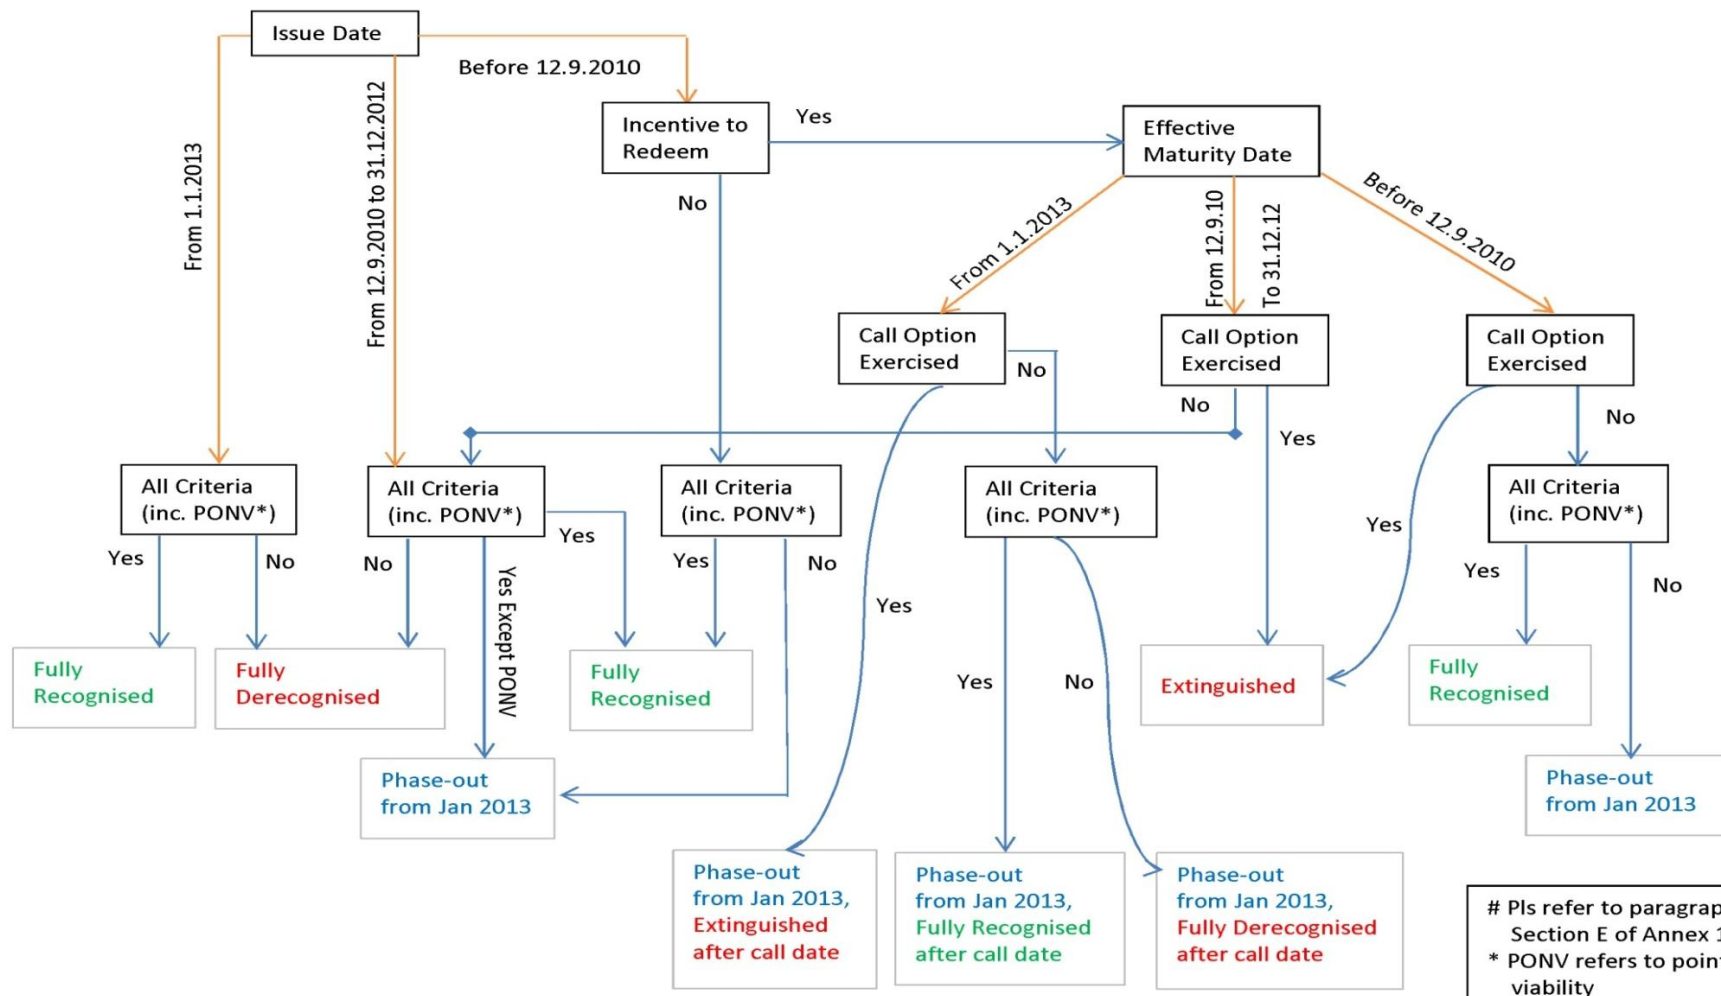 Issue Date
Before 12.9.2010
From 1.1.2013
From 12.9.2010 to 31.12.2012
Incentive to
Redeem
Yes
No
Effective
Maturity Date
From 1.1.2013
From 12.9.10
To 31.12.12
Before 12.9.2010
Call Option
Exercised
No
Call Option
Exercised
No
Yes
Call Option
Exercised
No
Yes
All Criteria
(inc. PONV*)
Yes
No
All Criteria
(inc. PONV*)
No
Yes Except PONV
Yes
All Criteria
(inc. PONV*)
Yes
No
Yes
All Criteria
(inc. PONV*)
Yes
No
All Criteria
(inc. PONV*)
Yes
No
Fully
Recognised
Fully
Derecognised
Fully
Recognised
Extinguished
Fully
Recognised
Phase-out
from Jan 2013
Phase-out
from Jan 2013
Phase-out
from Jan 2013,
Extinguished
after call date
Phase-out
from Jan 2013,
Fully Recognised
after call date
Phase-out
from Jan 2013,
Fully Derecognised
after call date
# Pls refer to
Section E of Annex
* PONV refers to
viability